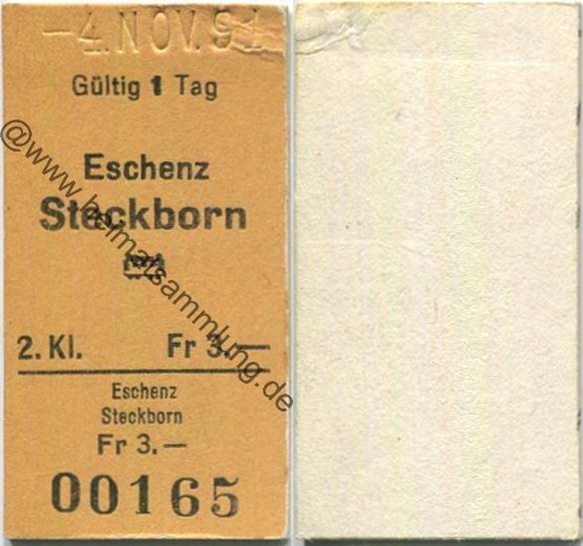 -4. NOV. 91
Gültig 1 Tag
Eschenz
Steckborn
2. Kl. Fr 3.—
Eschenz
Steckborn
Fr 3.—
00165
@www.heimatsammlung.de